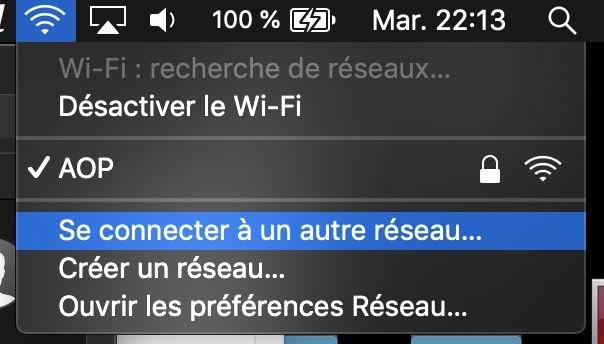 100 % Mar. 22:13
Wi-Fi : recherche de réseaux...
Désactiver le Wi-Fi
AOP
Se connecter à un autre réseau...
Créer un réseau...
Ouvrir les préférences Réseau...